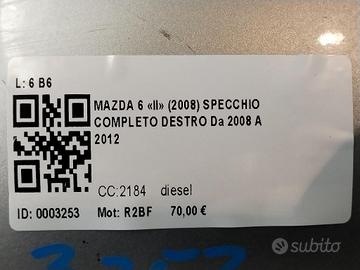 L: 6 B6
MAZDA 6 «II» (2008) SPECCHIO
COMPLETO DESTRO Da 2008 A
2012
CC:2184 diesel
ID: 0003253 Mot: R2BF 70,00 €
subito